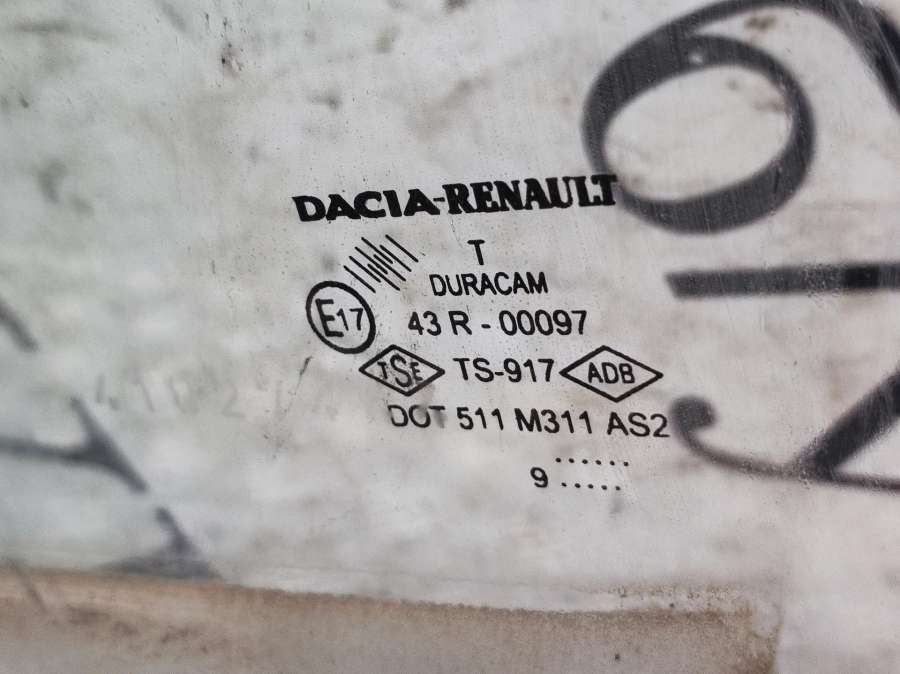 DACIA-RENAULT
T
DURACAM
E17 43 R - 00097
TSE TS-917 ADB
DOT 511 M311 AS2
......
9 .....